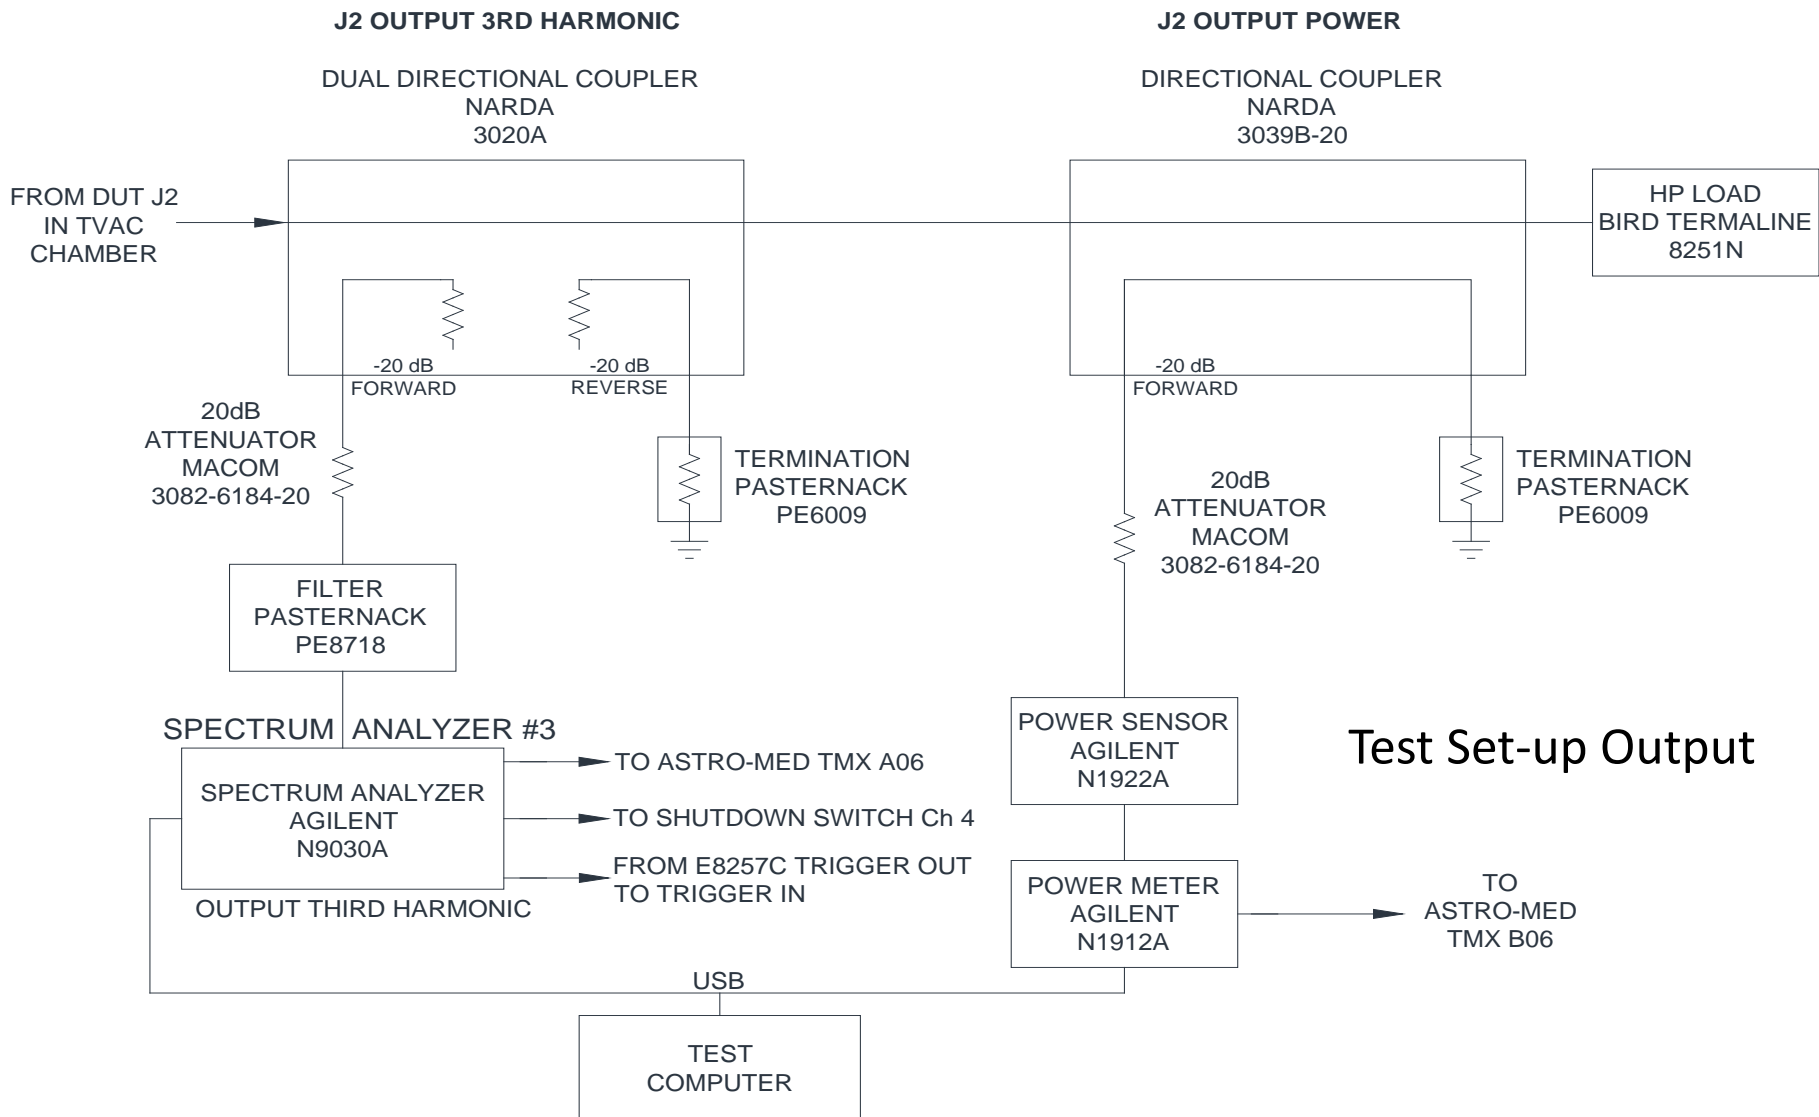 J2 OUTPUT 3RD HARMONIC
DUAL DIRECTIONAL COUPLER
NARDA
3020A
J2 OUTPUT POWER
DIRECTIONAL COUPLER
NARDA
3039B-20
FROM DUT J2
IN TVAC
CHAMBER
HP LOAD
BIRD TERMALINE
8251N
-20 dB
FORWARD
-20 dB
REVERSE
-20 dB
FORWARD
20dB
ATTENUATOR
MACOM
3082-6184-20
TERMINATION
PASTERNACK
PE6009
20dB
ATTENUATOR
MACOM
3082-6184-20
TERMINATION
PASTERNACK
PE6009
FILTER
PASTERNACK
PE8718
SPECTRUM ANALYZER #3
SPECTRUM ANALYZER
AGILENT
N9030A
OUTPUT THIRD HARMONIC
TO ASTRO-MED TMX A06
TO SHUTDOWN SWITCH Ch 4
FROM E8257C TRIGGER OUT
TO TRIGGER IN
POWER SENSOR
AGILENT
N1922A
Test Set-up Output
POWER METER
AGILENT
N1912A
TO
ASTRO-MED
TMX B06
USB
TEST
COMPUTER